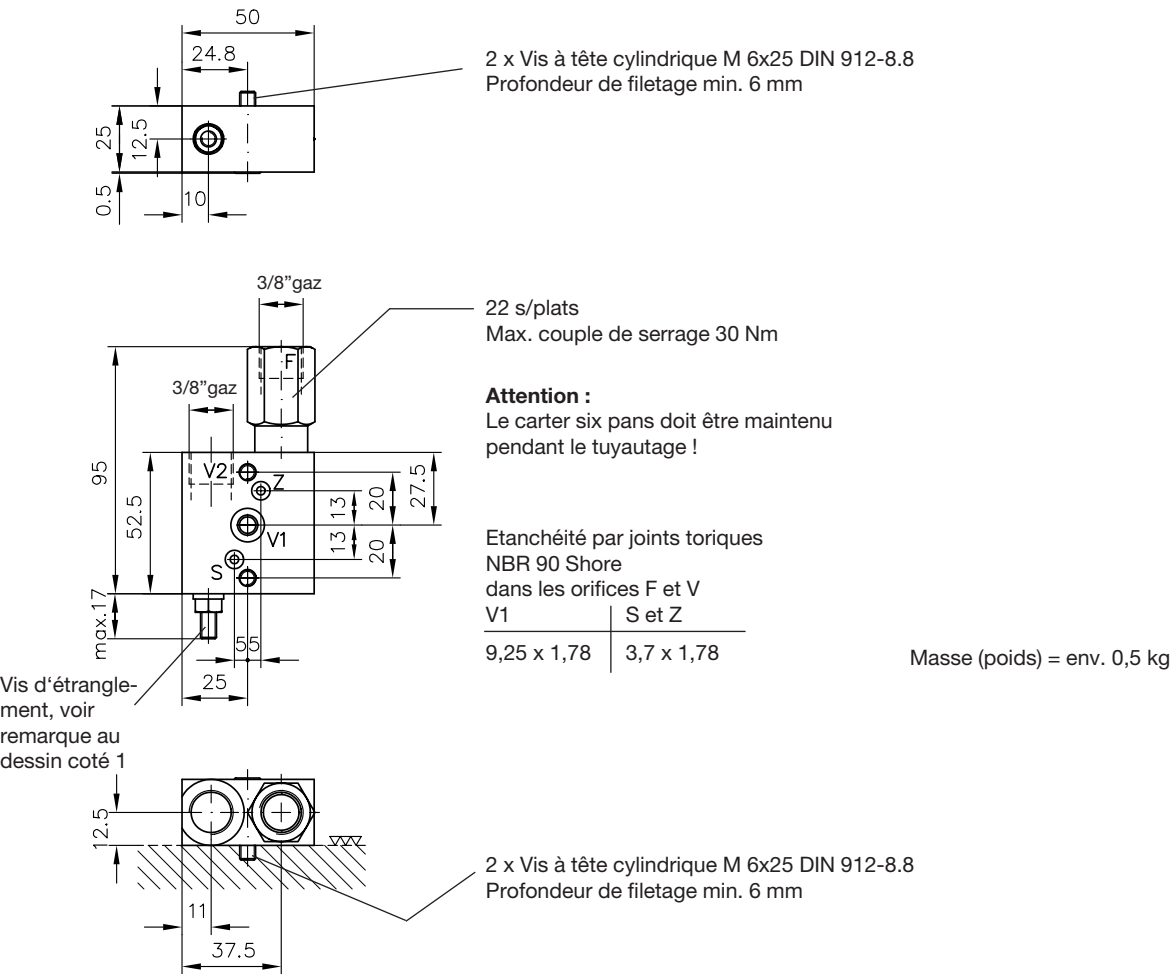 50
24.8
2 x Vis à tête cylindrique M 6x25 DIN 912-8.8
Profondeur de filetage min. 6 mm
25
12.5
0.5
10
3/8”gaz
22 s/plats
Max. couple de serrage 30 Nm
F
3/8”gaz
Attention :
Le carter six pans doit être maintenu
pendant le tuyautage !
95
52.5
V2
Z
13
20
27.5
V1
13
20
S
Etanchéité par joints toriques
NBR 90 Shore
dans les orifices F et V
V1 S et Z
9,25 x 1,78 3,7 x 1,78
max.17
5 5
25
Masse (poids) = env. 0,5 kg
Vis d‘étrangle-
ment, voir
remarque au
dessin coté 1
12.5
2 x Vis à tête cylindrique M 6x25 DIN 912-8.8
Profondeur de filetage min. 6 mm
11
37.5